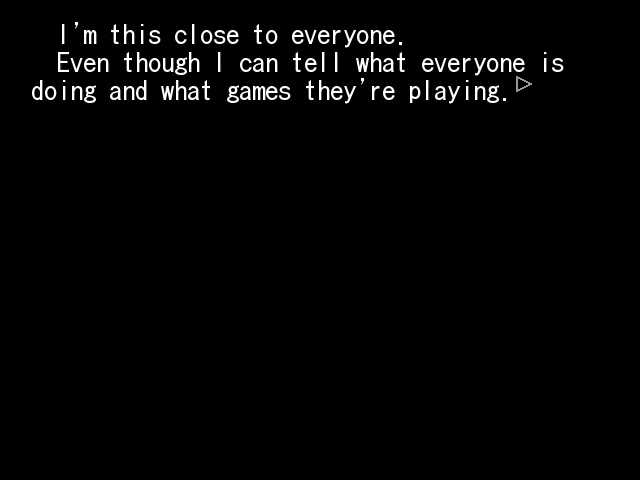 I'm this close to everyone.
Even though I can tell what everyone is
doing and what games they're playing.